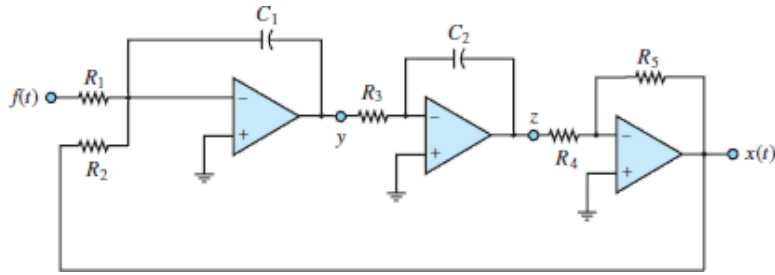 C1
C2
R1
R3
R5
f(t)
y
z
x(t)
R2
R4
−
+
−
+
−
+